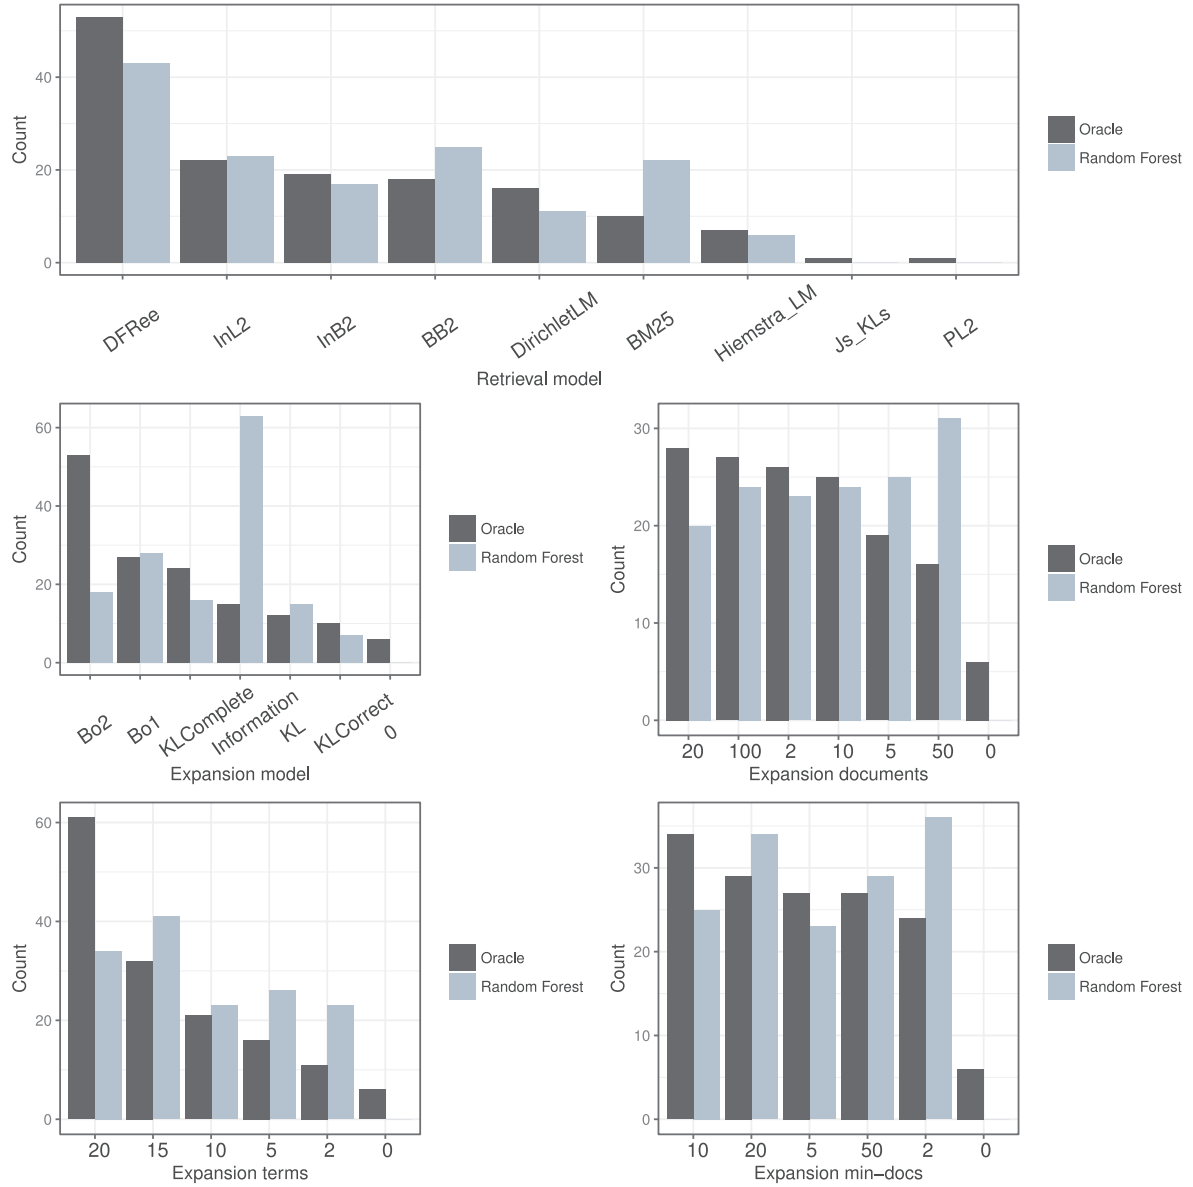 Count
40
20
0
DFRee
InL2
InB2
BB2
DirichletLM
BM25
Hiemstra_LM
Js_KLs
PL2
Retrieval model
Oracle
Random Forest
Count
60
40
20
0
Bo2
Bo1
KLComplete
Information
KL
KLCorrect
0
Expansion model
Oracle
Random Forest
Count
30
20
10
0
20 100 2 10 5 50 0
Expansion documents
Oracle
Random Forest
Count
60
40
20
0
20 15 10 5 2 0
Expansion terms
Oracle
Random Forest
Count
30
20
10
0
10 20 5 50 2 0
Expansion min−docs
Oracle
Random Forest